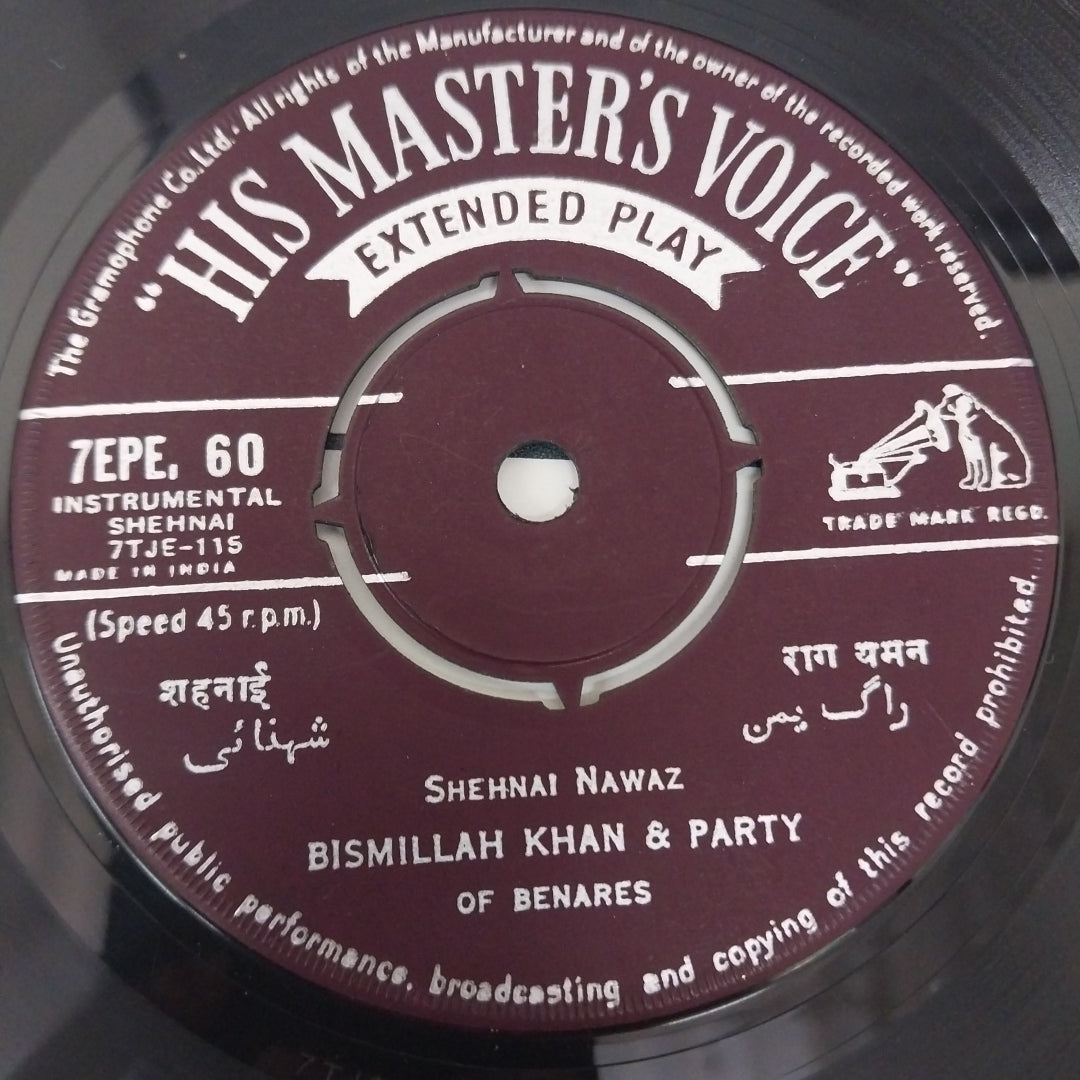 The Gramophone Co. Ltd. · All rights of the Manufacturer and of the owner of the recorded work reserved.
"HIS MASTER'S VOICE"
EXTENDED PLAY
7EPE. 60
INSTRUMENTAL
SHEHNAI
7TJE-115
MADE IN INDIA
TRADE MARK REGD.
(Speed 45 r.p.m.)
शहनाई
شہنائی
राग यमन
راگ یمن
SHEHNAI NAWAZ
BISMILLAH KHAN & PARTY
OF BENARES
Unauthorised public performance, broadcasting and copying of this record prohibited.